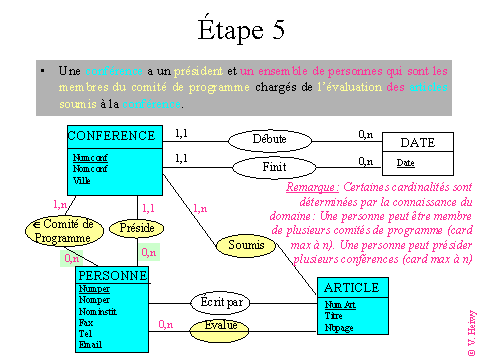 Étape 5
• Une conférence a un président et un ensemble de personnes qui sont les
membres du comité de programme chargés de l'évaluation des articles
soumis à la conférence.
CONFERENCE
Numconf
Nomconf
Ville
1,1
Débute
0,n
1,1
Finit
0,n
DATE
Date
Remarque : Certaines cardinalités sont
déterminées par la connaissance du
domaine : Une personne peut être membre
de plusieurs comités de programme (card
max à n). Une personne peut présider
plusieurs conférences (card max à n)
1,n
1,1
1,n
∈ Comité de
Programme
Préside
Soumis
0,n
0,n
PERSONNE
Numper
Nomper
Nominstit
Fax
Tel
Email
Écrit par
0,n
Evalue
ARTICLE
Num Art
Titre
Nbpage
© V. Heiwy